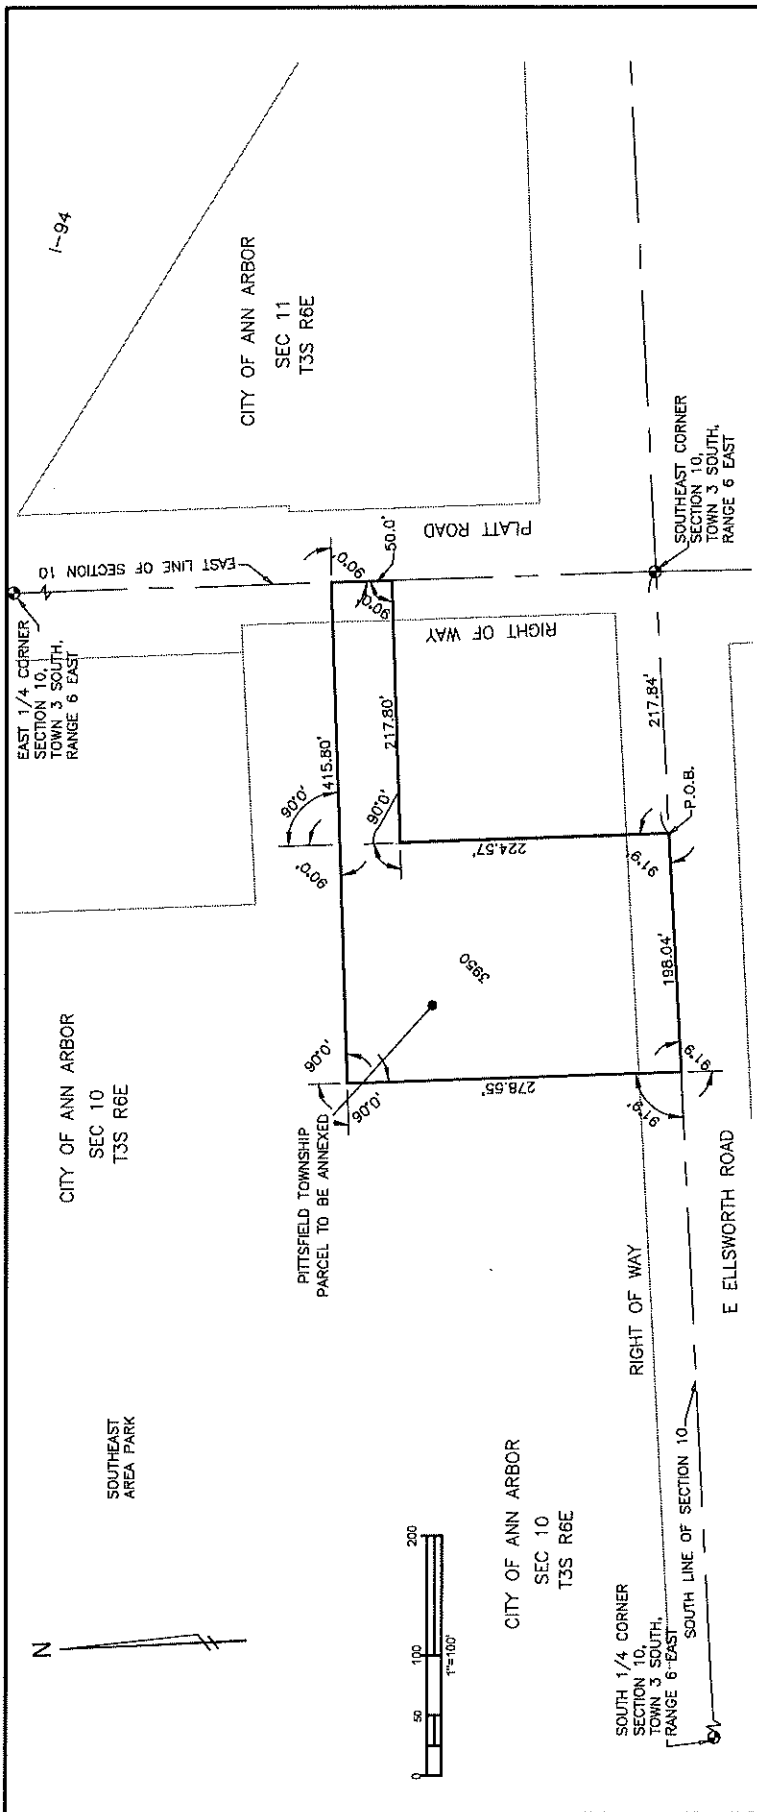 N
SOUTHEAST
AREA PARK
CITY OF ANN ARBOR
SEC 10
T3S R6E
EAST 1/4 CORNER
SECTION 10,
TOWN 3 SOUTH,
RANGE 6 EAST
EAST LINE OF SECTION 10
I-94
CITY OF ANN ARBOR
SEC 11
T3S R6E
PITTSFIELD TOWNSHIP
PARCEL TO BE ANNEXED
90°0'
90°0'
90°0'
90°0'
415.80'
90°0'
90°0'
217.80'
90°0'
90°0'
50.0'
PLATT ROAD
RIGHT OF WAY
3950
278.65'
224.57'
0
50
100
200
1"=100'
CITY OF ANN ARBOR
SEC 10
T3S R6E
RIGHT OF WAY
91°9'
91°9'
198.04'
91°9'
P.O.B.
217.84'
SOUTHEAST CORNER
SECTION 10,
TOWN 3 SOUTH,
RANGE 6 EAST
SOUTH 1/4 CORNER
SECTION 10,
TOWN 3 SOUTH,
RANGE 6 EAST
SOUTH LINE OF SECTION 10
E ELLSWORTH ROAD